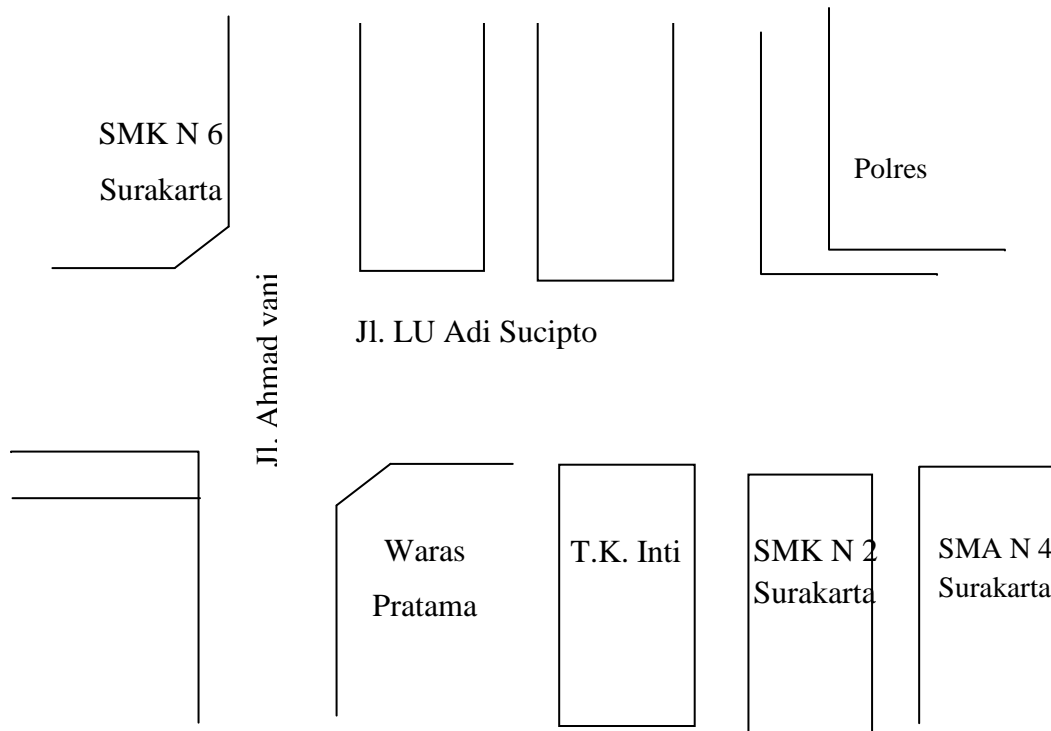 SMK N 6
Surakarta
Polres
Jl. Ahmad vani
Jl. LU Adi Sucipto
Waras
Pratama
T.K. Inti
SMK N 2
Surakarta
SMA N 4
Surakarta